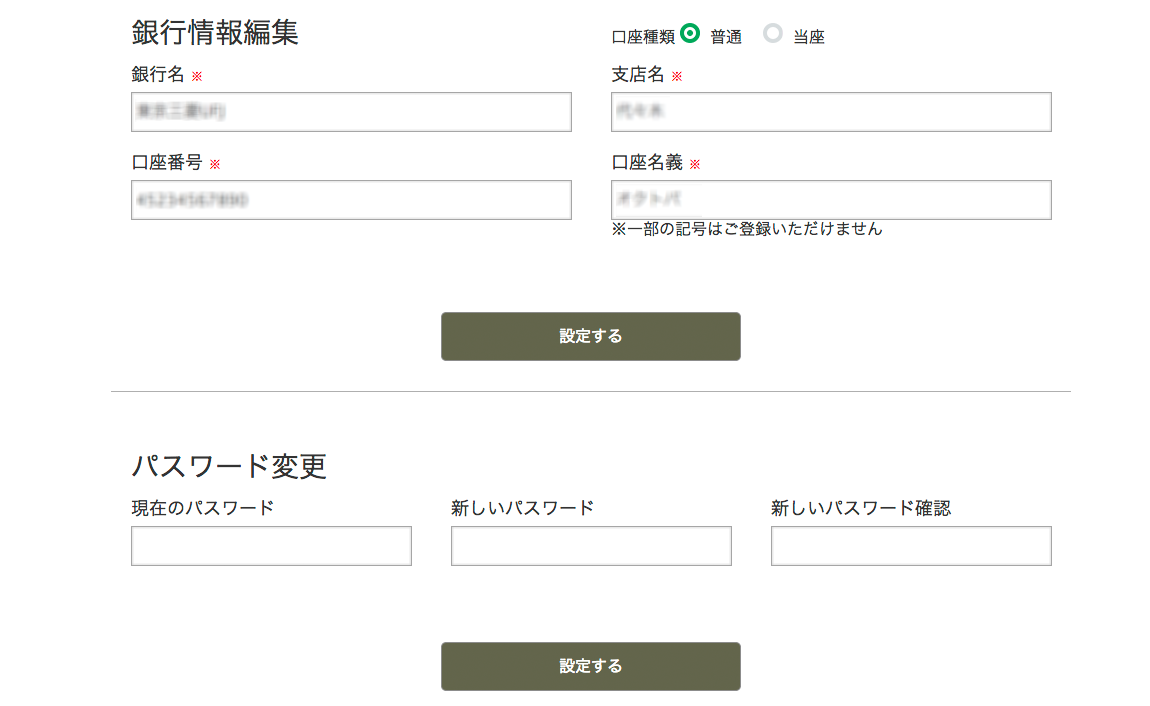 銀行情報編集
口座種類 普通 当座
銀行名 ※
支店名 ※
口座番号 ※
口座名義 ※
※一部の記号はご登録いただけません
設定する
パスワード変更
現在のパスワード
新しいパスワード
新しいパスワード確認
設定する